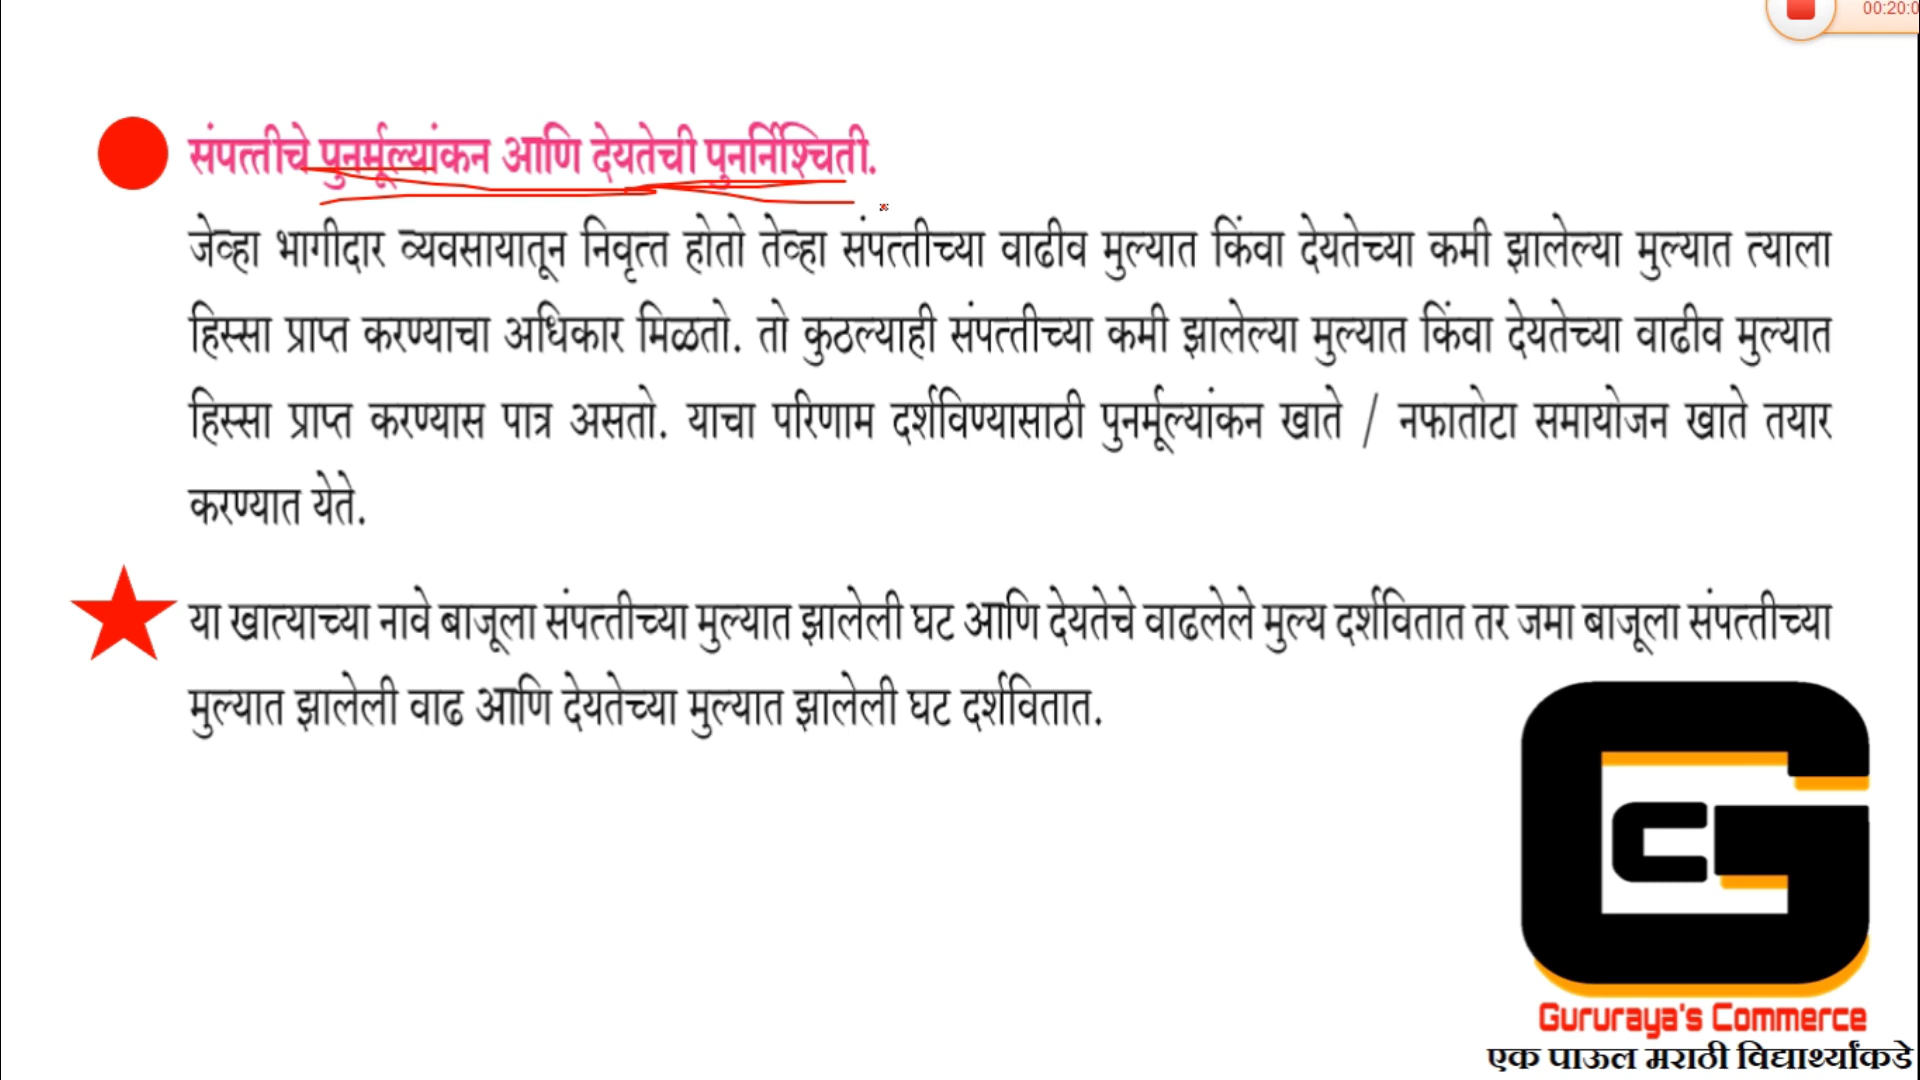 00:20:0
संपत्तीचे पुनर्मूल्यांकन आणि देयतेची पुनर्निश्चिती.
जेव्हा भागीदार व्यवसायातून निवृत्त होतो तेव्हा संपत्तीच्या वाढीव मुल्यात किंवा देयतेच्या कमी झालेल्या मुल्यात त्याला
हिस्सा प्राप्त करण्याचा अधिकार मिळतो. तो कुठल्याही संपत्तीच्या कमी झालेल्या मुल्यात किंवा देयतेच्या वाढीव मुल्यात
हिस्सा प्राप्त करण्यास पात्र असतो. याचा परिणाम दर्शविण्यासाठी पुनर्मूल्यांकन खाते / नफातोटा समायोजन खाते तयार
करण्यात येते.
या खात्याच्या नावे बाजूला संपत्तीच्या मुल्यात झालेली घट आणि देयतेचे वाढलेले मुल्य दर्शवितात तर जमा बाजूला संपत्तीच्या
मुल्यात झालेली वाढ आणि देयतेच्या मुल्यात झालेली घट दर्शवितात.
Gururaya's Commerce
एक पाऊल मराठी विद्यार्थ्यांकडे